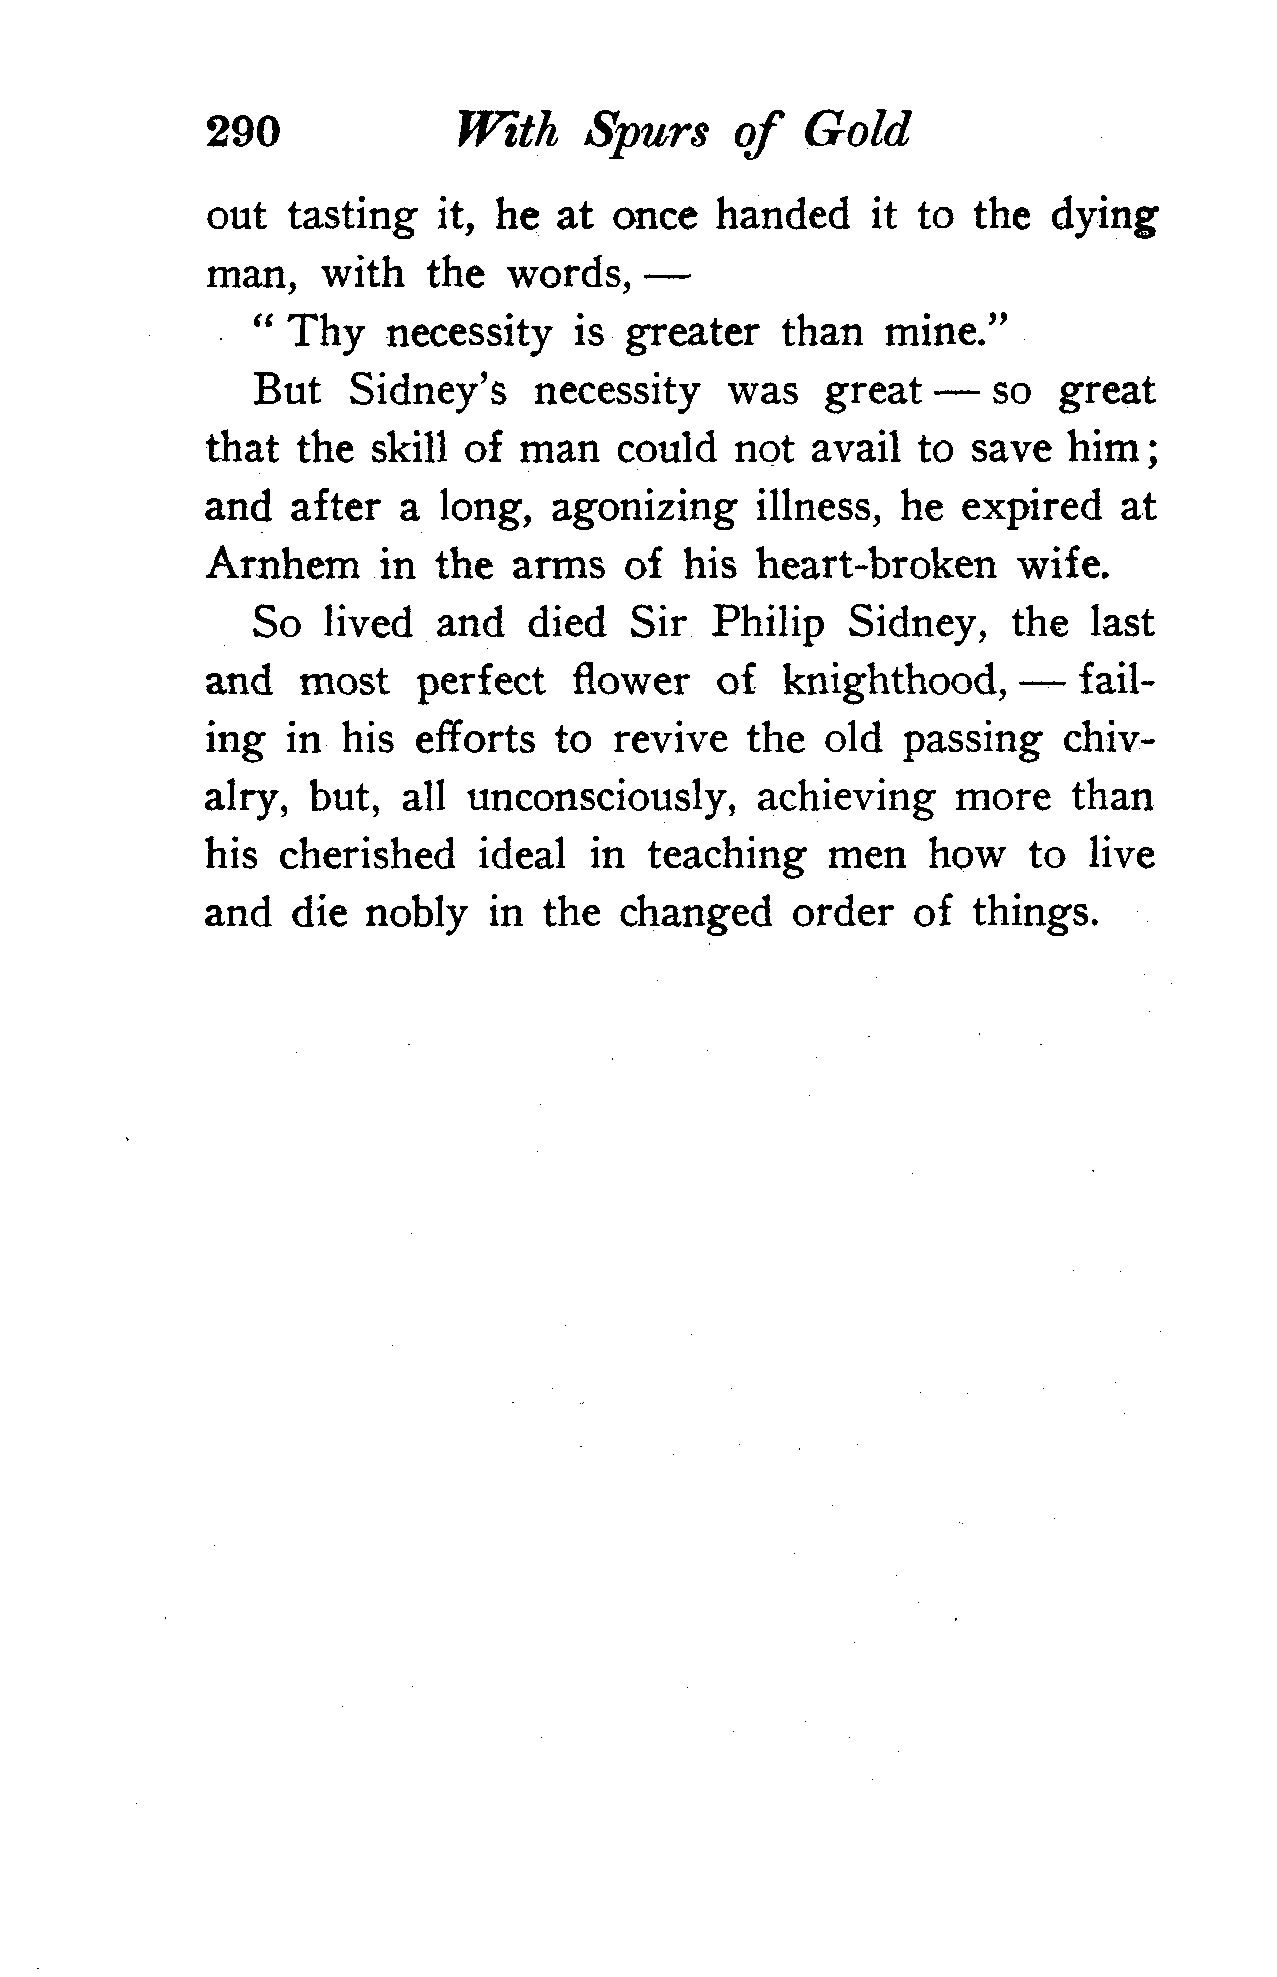 290 With Spurs of Gold
out tasting it, he at once handed it to the dying
man, with the words, —
“ Thy necessity is greater than mine.”
But Sidney’s necessity was great — so great
that the skill of man could not avail to save him;
and after a long, agonizing illness, he expired at
Arnhem in the arms of his heart-broken wife.
So lived and died Sir Philip Sidney, the last
and most perfect flower of knighthood, — fail-
ing in his efforts to revive the old passing chiv-
alry, but, all unconsciously, achieving more than
his cherished ideal in teaching men how to live
and die nobly in the changed order of things.